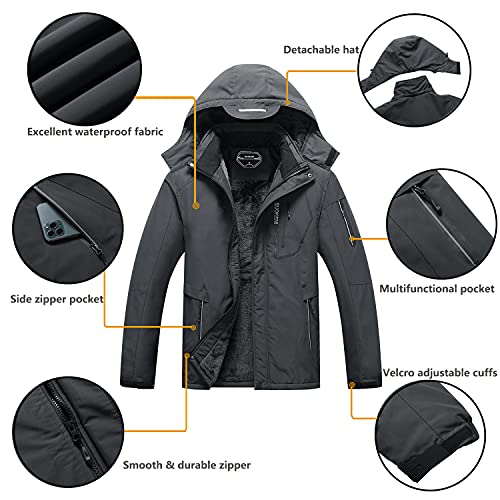 Detachable hat
Excellent waterproof fabric
Side zipper pocket
Multifunctional pocket
Velcro adjustable cuffs
Smooth & durable zipper